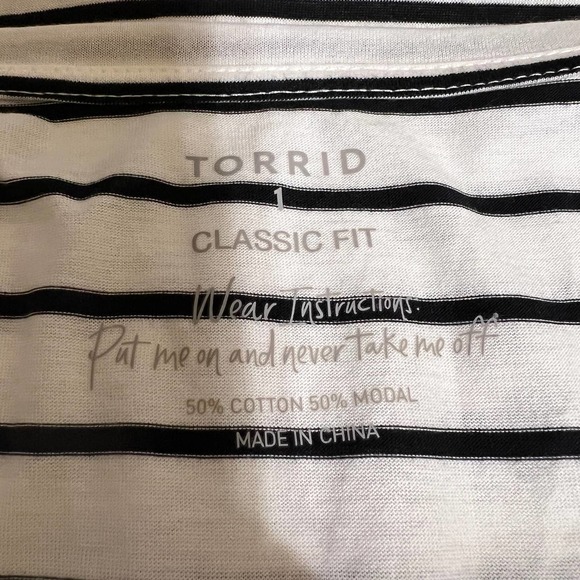 TORRID
1
CLASSIC FIT
Wear Instructions:
Put me on and never take me off
50% COTTON 50% MODAL
MADE IN CHINA